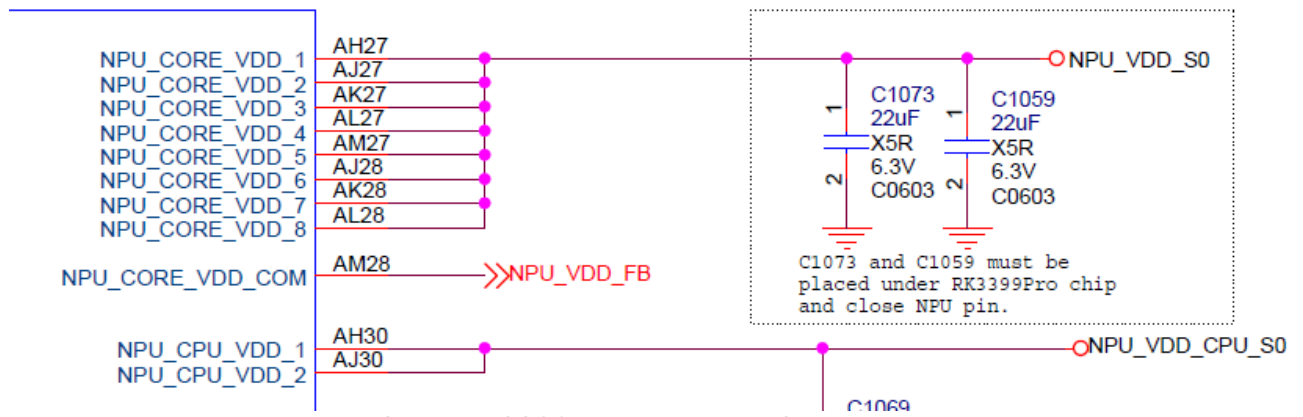 NPU_CORE_VDD_1 AH27
NPU_CORE_VDD_2 AJ27
NPU_CORE_VDD_3 AK27
NPU_CORE_VDD_4 AL27
NPU_CORE_VDD_5 AM27
NPU_CORE_VDD_6 AJ28
NPU_CORE_VDD_7 AK28
NPU_CORE_VDD_8 AL28
NPU_VDD_S0
1
C1073
22uF
X5R
6.3V
C0603
2
1
C1059
22uF
X5R
6.3V
C0603
2
C1073 and C1059 must be
placed under RK3399Pro chip
and close NPU pin.
NPU_CORE_VDD_COM AM28 NPU_VDD_FB
NPU_CPU_VDD_1 AH30
NPU_CPU_VDD_2 AJ30
NPU_VDD_CPU_S0
C1069